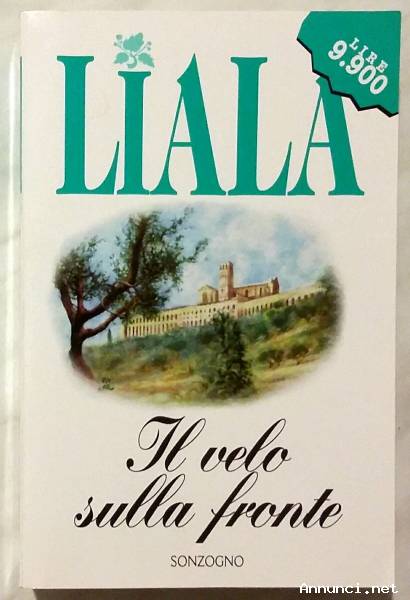 LIALA
LIRE
9.900
Il velo
sulla fronte
SONZOGNO
Annunci.net